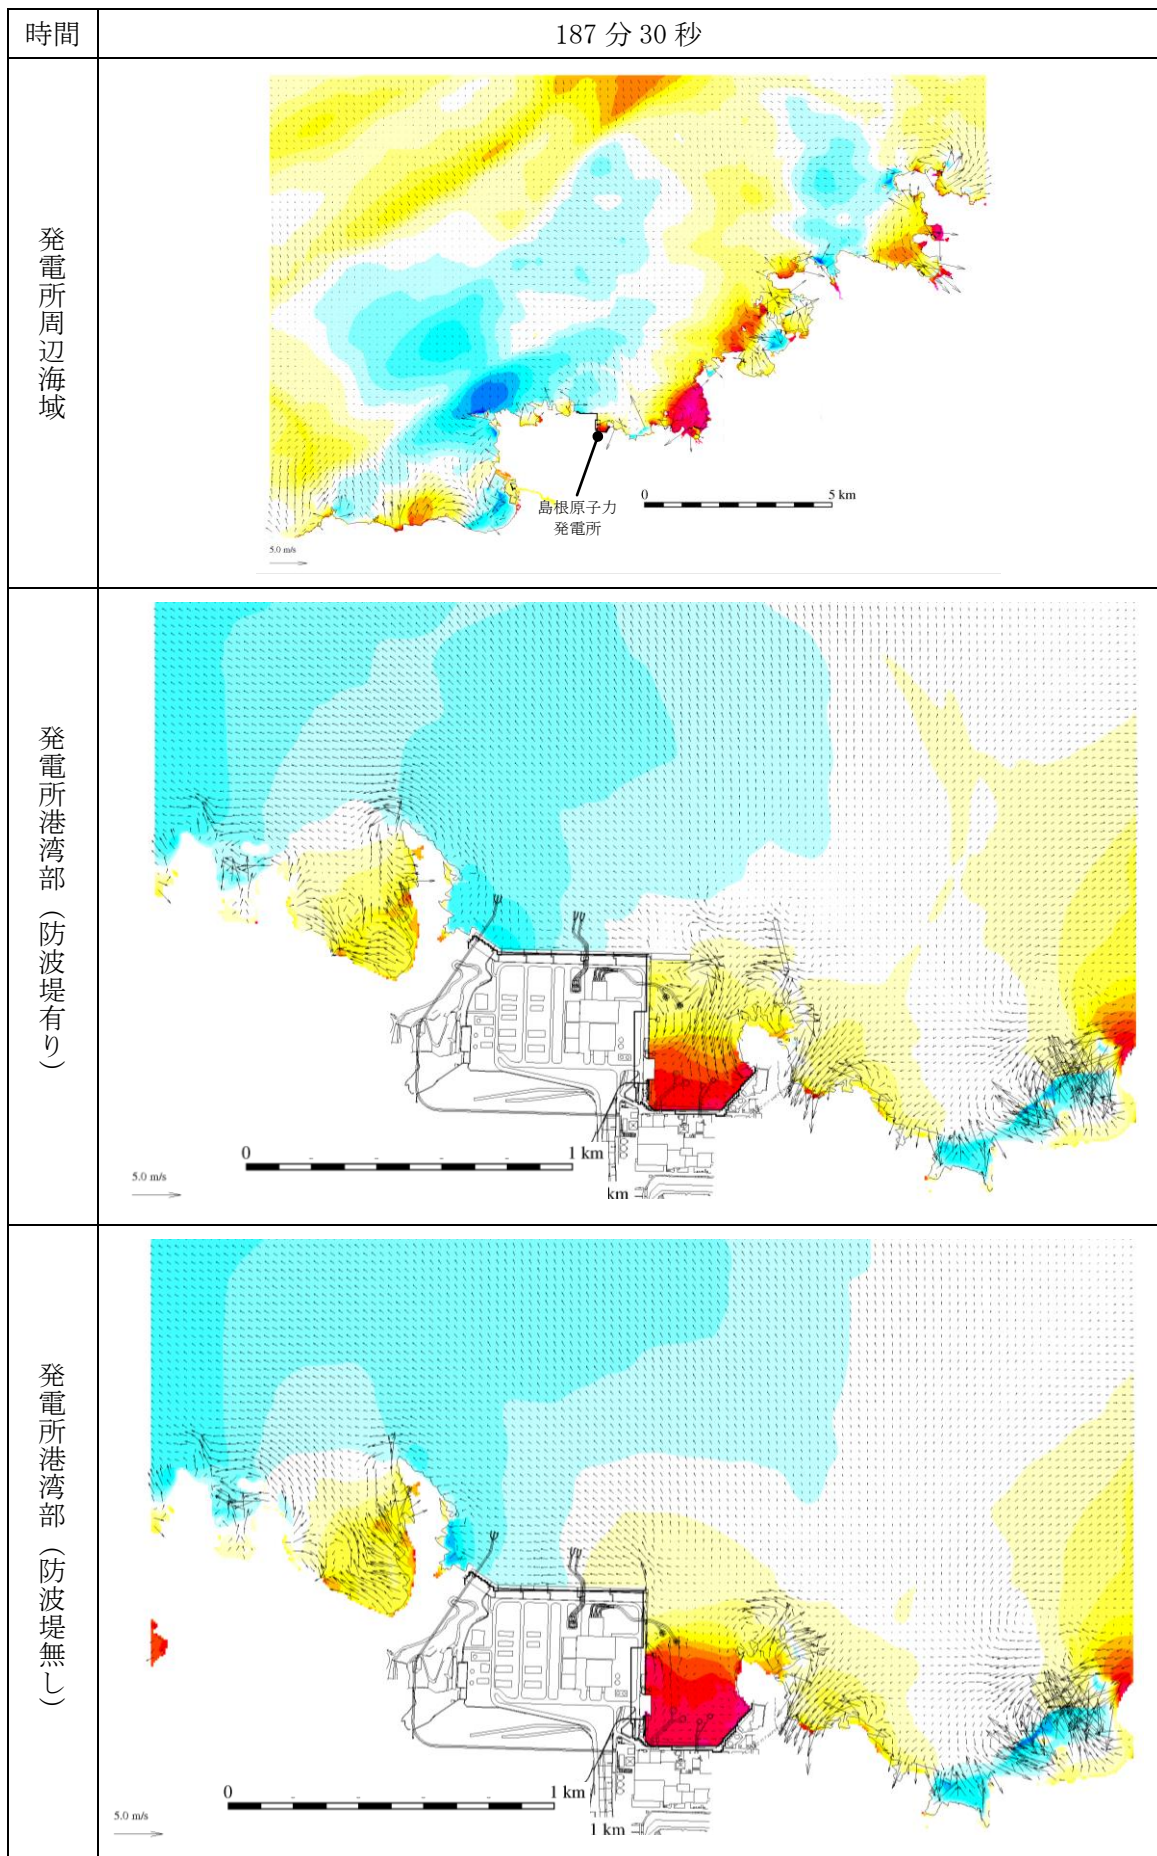 時間
187 分 30 秒
発電所周辺海域
島根原子力
発電所
0
5 km
5.0 m/s
発電所港湾部（防波堤有り）
0
1 km
km
5.0 m/s
発電所港湾部（防波堤無し）
0
1 km
1 km
5.0 m/s